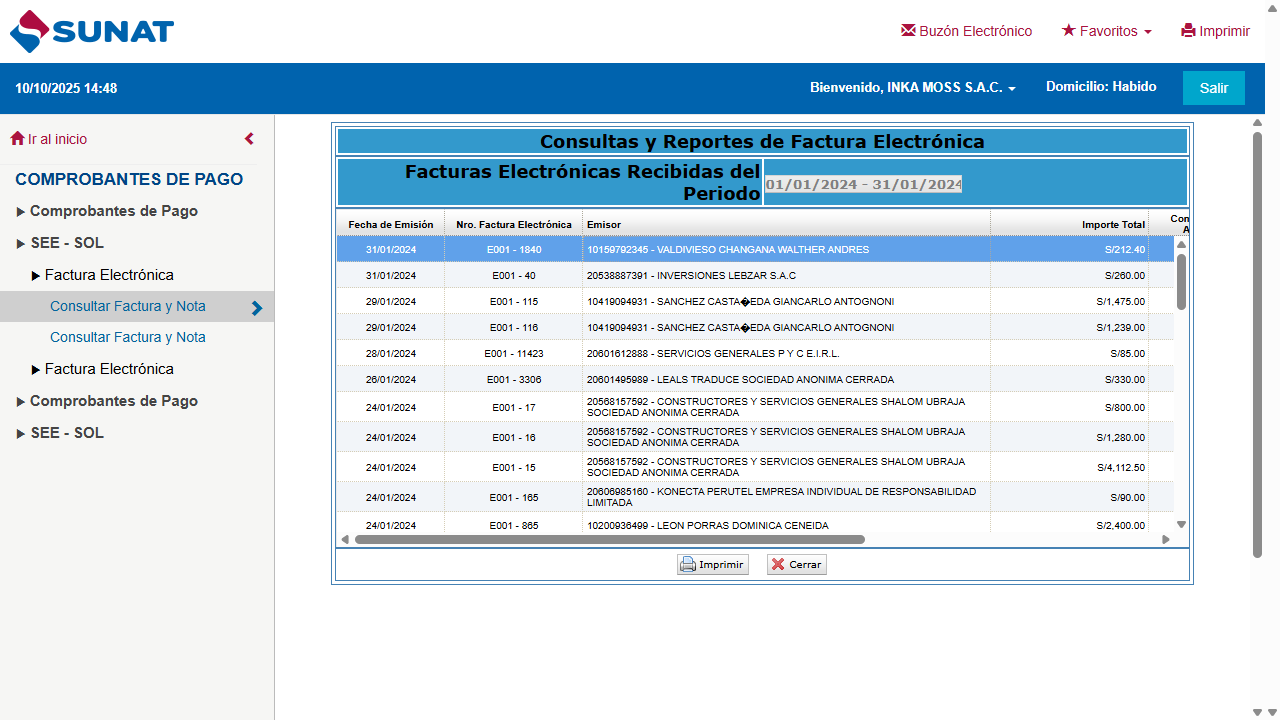 SUNAT
Buzón Electrónico
Favoritos
Imprimir
10/10/2025 14:48
Bienvenido, INKA MOSS S.A.C.
Domicilio: Habido
Salir
Ir al inicio
COMPROBANTES DE PAGO
Comprobantes de Pago
SEE - SOL
Factura Electrónica
Consultar Factura y Nota
Consultar Factura y Nota
Factura Electrónica
Comprobantes de Pago
SEE - SOL
Consultas y Reportes de Factura Electrónica
Facturas Electrónicas Recibidas del
Periodo
01/01/2024 - 31/01/2024
Fecha de Emisión Nro. Factura Electrónica Emisor Importe Total Con
A
31/01/2024 E001 - 1840 10159792345 - VALDIVIESO CHANGANA WALTHER ANDRES S/212.40
31/01/2024 E001 - 40 20538887391 - INVERSIONES LEBZAR S.A.C S/260.00
29/01/2024 E001 - 115 10419094931 - SANCHEZ CASTA�EDA GIANCARLO ANTOGNONI S/1,475.00
29/01/2024 E001 - 116 10419094931 - SANCHEZ CASTA�EDA GIANCARLO ANTOGNONI S/1,239.00
28/01/2024 E001 - 11423 20601612888 - SERVICIOS GENERALES P Y C E.I.R.L. S/85.00
26/01/2024 E001 - 3306 20601495989 - LEALS TRADUCE SOCIEDAD ANONIMA CERRADA S/330.00
24/01/2024 E001 - 17 20568157592 - CONSTRUCTORES Y SERVICIOS GENERALES SHALOM UBRAJA S/800.00
SOCIEDAD ANONIMA CERRADA
24/01/2024 E001 - 16 20568157592 - CONSTRUCTORES Y SERVICIOS GENERALES SHALOM UBRAJA S/1,280.00
SOCIEDAD ANONIMA CERRADA
24/01/2024 E001 - 15 20568157592 - CONSTRUCTORES Y SERVICIOS GENERALES SHALOM UBRAJA S/4,112.50
SOCIEDAD ANONIMA CERRADA
24/01/2024 E001 - 165 20606985160 - KONECTA PERUTEL EMPRESA INDIVIDUAL DE RESPONSABILIDAD S/90.00
LIMITADA
24/01/2024 E001 - 865 10200936499 - LEON PORRAS DOMINICA CENEIDA S/2,400.00
Imprimir
Cerrar